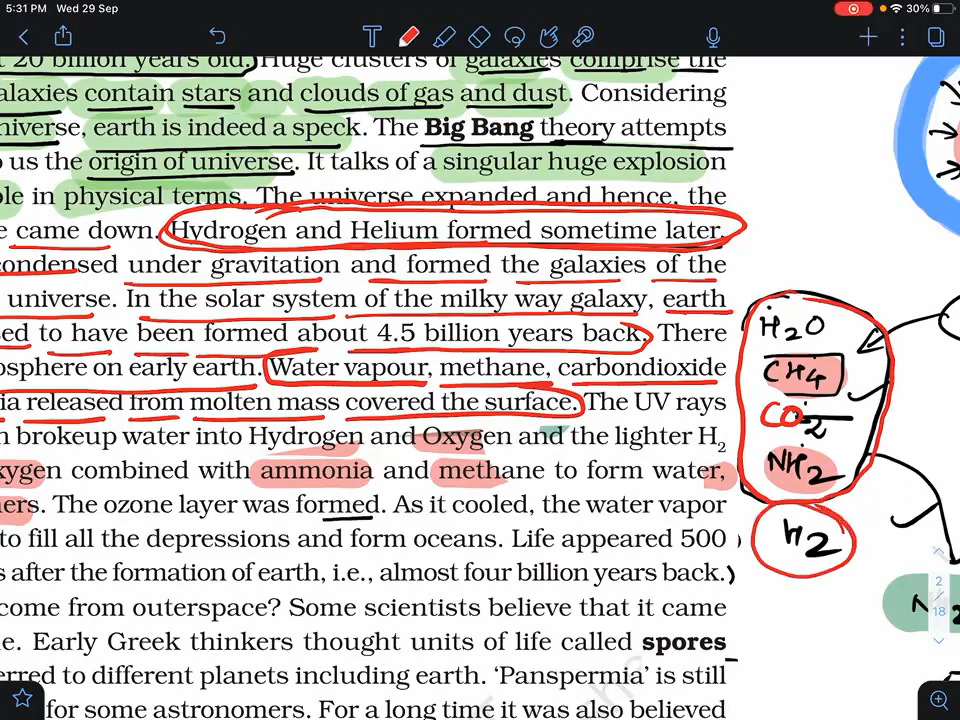 5:31 PM Wed 29 Sep
30%
t 20 billion years old. Huge clusters of galaxies comprise the
alaxies contain stars and clouds of gas and dust. Considering
niverse, earth is indeed a speck. The Big Bang theory attempts
o us the origin of universe. It talks of a singular huge explosion
ble in physical terms. The universe expanded and hence, the
e came down. Hydrogen and Helium formed sometime later.
condensed under gravitation and formed the galaxies of the
universe. In the solar system of the milky way galaxy, earth
sed to have been formed about 4.5 billion years back. There
osphere on early earth. Water vapour, methane, carbondioxide
ia released from molten mass covered the surface. The UV rays
n brokeup water into Hydrogen and Oxygen and the lighter H2
xygen combined with ammonia and methane to form water,
ers. The ozone layer was formed. As it cooled, the water vapor
to fill all the depressions and form oceans. Life appeared 500
s after the formation of earth, i.e., almost four billion years back.
come from outerspace? Some scientists believe that it came
e. Early Greek thinkers thought units of life called spores
erred to different planets including earth. 'Panspermia' is still
for some astronomers. For a long time it was also believed
H2O
CH4
CO2
NH2
H2
2
/
18